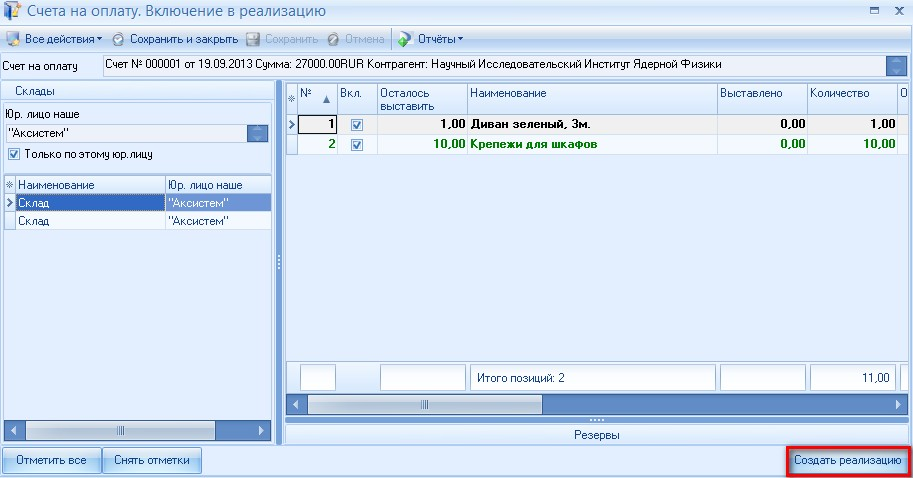 Счета на оплату. Включение в реализацию
Все действия Сохранить и закрыть Сохранить Отмена Отчёты
Счет на оплату Счет № 000001 от 19.09.2013 Сумма: 27000.00RUR Контрагент: Научный Исследовательский Институт Ядерной Физики
Склады
Юр. лицо наше
"Аксистем"
Только по этому юр.лицу
Наименование Юр. лицо наше
Склад "Аксистем"
Склад "Аксистем"
№ Вкл. Осталось выставить Наименование Выставлено Количество О
1 1,00 Диван зеленый, 3м. 0,00 1,00
2 10,00 Крепежи для шкафов 0,00 10,00
Итого позиций: 2 11,00
Резервы
Отметить все Снять отметки Создать реализацию